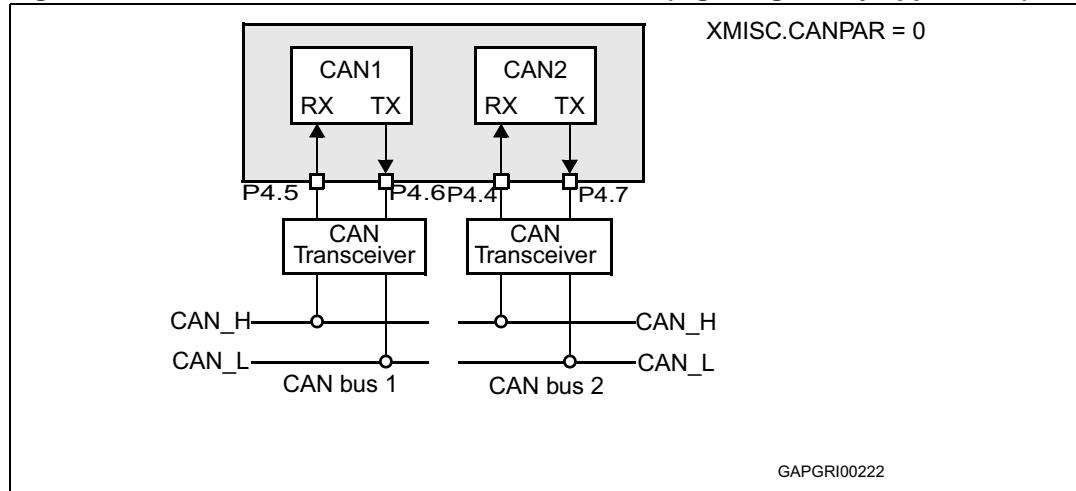 XMISC.CANPAR = 0
CAN1
CAN2
RX TX
RX TX
P4.5
P4.6
P4.4
P4.7
CAN
Transceiver
CAN
Transceiver
CAN_H
CAN_H
CAN_L
CAN_L
CAN bus 1
CAN bus 2
GAPGRI00222